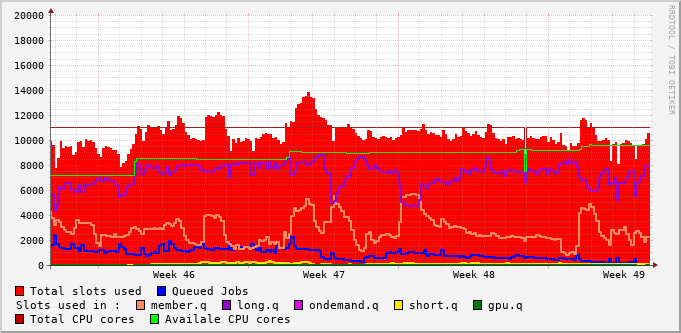 20000
18000
16000
14000
12000
10000
8000
6000
4000
2000
0
Week 46 Week 47 Week 48 Week 49
RRDTOOL / TOBI OETIKER
Total slots used Queued Jobs
Slots used in : member.q long.q ondemand.q short.q gpu.q
Total CPU cores Availale CPU cores